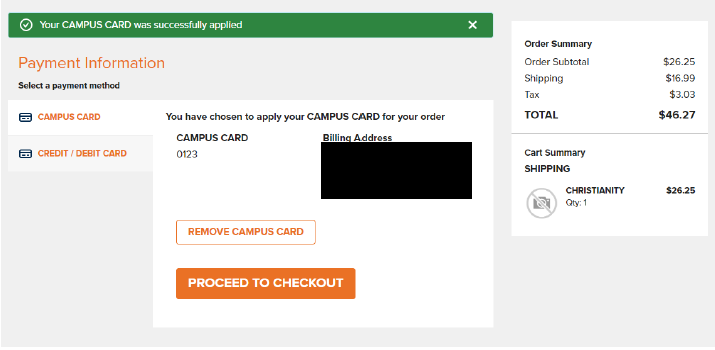 Your CAMPUS CARD was successfully applied
Payment Information
Select a payment method
CAMPUS CARD
CREDIT / DEBIT CARD
You have chosen to apply your CAMPUS CARD for your order
CAMPUS CARD
0123
Billing Address
REMOVE CAMPUS CARD
PROCEED TO CHECKOUT
Order Summary
Order Subtotal $26.25
Shipping $16.99
Tax $3.03
TOTAL $46.27
Cart Summary
SHIPPING
CHRISTIANITY $26.25
Qty: 1